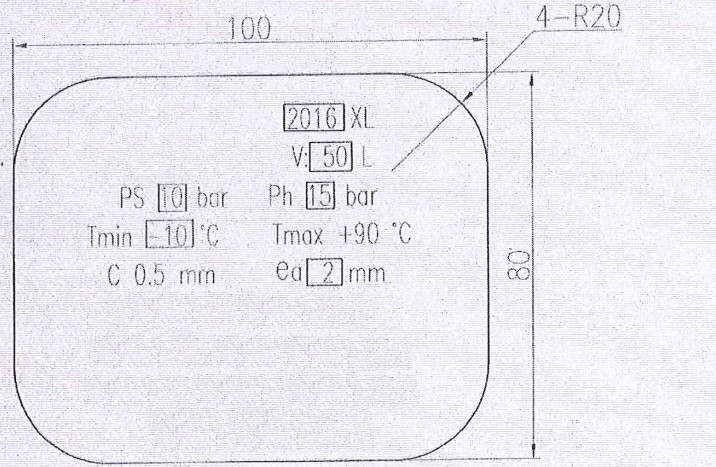 100
4-R20
2016 XL
V: 50 L
PS 10 bar Ph 15 bar
Tmin -10 °C Tmax +90 °C
C 0.5 mm ea 2 mm
80